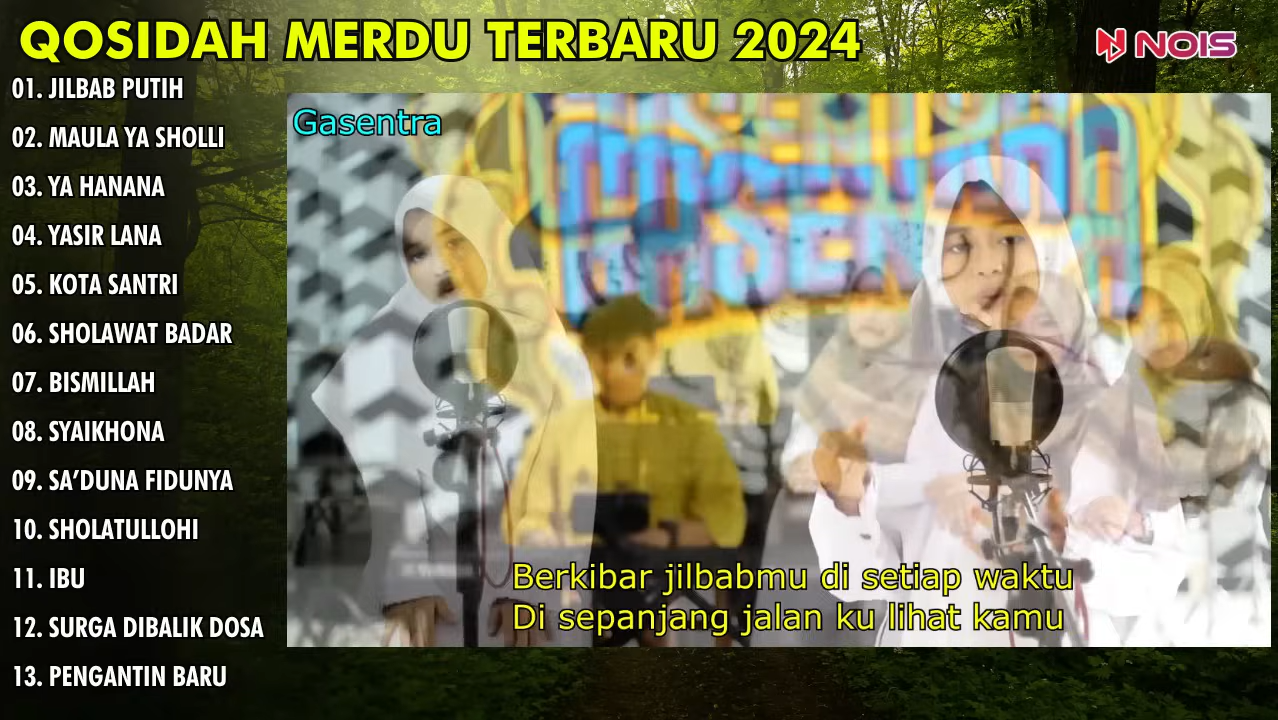 QOSIDAH MERDU TERBARU 2024
NOIS
01. JILBAB PUTIH
02. MAULA YA SHOLLI
03. YA HANANA
04. YASIR LANA
05. KOTA SANTRI
06. SHOLAWAT BADAR
07. BISMILLAH
08. SYAIKHONA
09. SA’DUNA FIDUNYA
10. SHOLATULLOHI
11. IBU
12. SURGA DIBALIK DOSA
13. PENGANTIN BARU
Gasentra
Berkibar jilbabmu di setiap waktu
Di sepanjang jalan ku lihat kamu